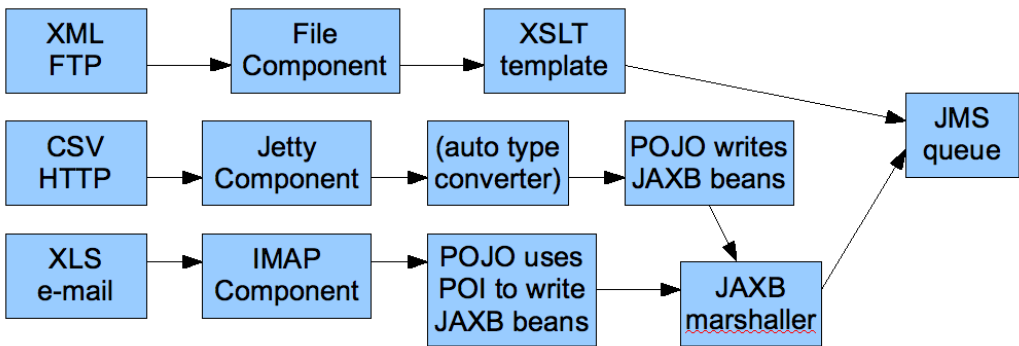 XML
FTP
File
Component
XSLT
template
JMS
queue
CSV
HTTP
Jetty
Component
(auto type
converter)
POJO writes
JAXB beans
XLS
e-mail
IMAP
Component
POJO uses
POI to write
JAXB beans
JAXB
marshaller